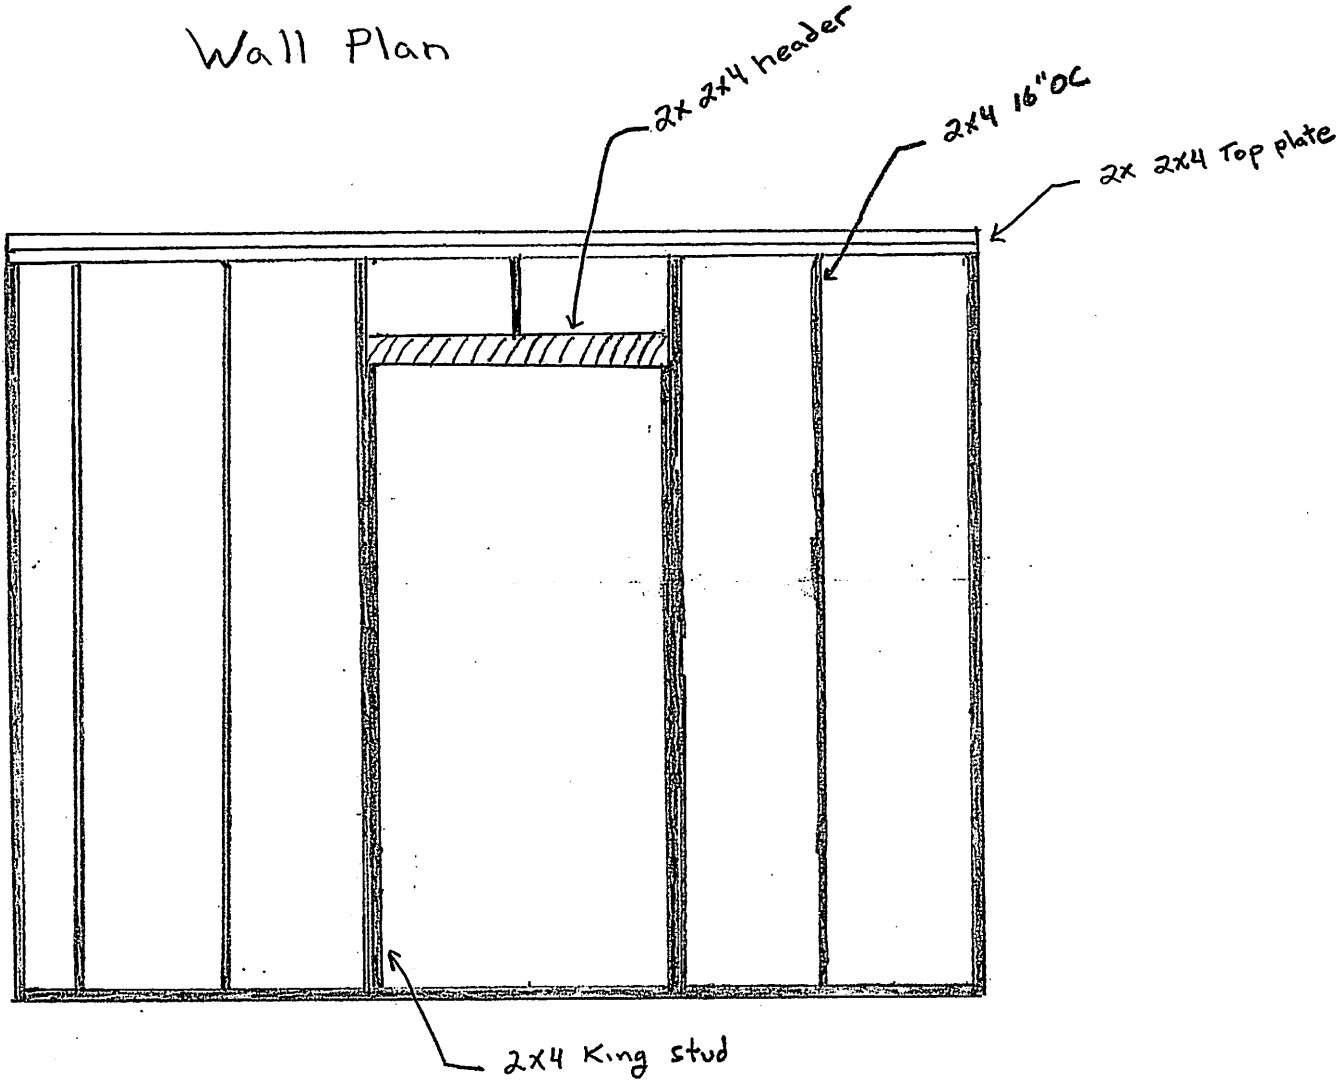 Wall Plan
2x 2x4 header
2x4 16"OC
2x 2x4 Top plate
2x4 King stud